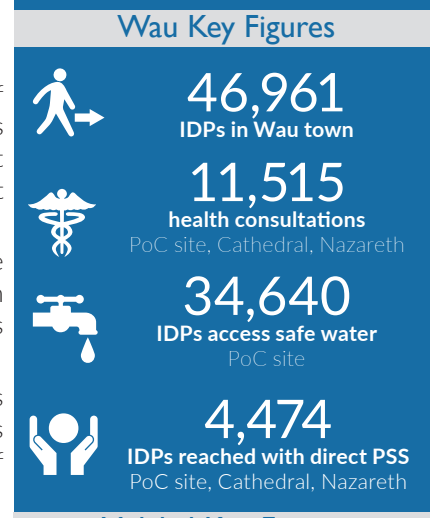 Wau Key Figures
46,961
IDPs in Wau town
11,515
health consultations
PoC site, Cathedral, Nazareth
34,640
IDPs access safe water
PoC site
4,474
IDPs reached with direct PSS
PoC site, Cathedral, Nazareth